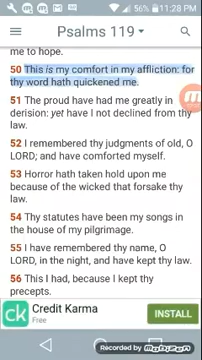 11:28 PM
Psalms 119
me to hope.
50 This is my comfort in my affliction: for
thy word hath quickened me.
51 The proud have had me greatly in
derision: yet have I not declined from thy
law.
52 I remembered thy judgments of old, O
LORD; and have comforted myself.
53 Horror hath taken hold upon me
because of the wicked that forsake thy
law.
54 Thy statutes have been my songs in
the house of my pilgrimage.
55 I have remembered thy name, O
LORD, in the night, and have kept thy law.
56 This I had, because I kept thy
precepts.
ck
Credit Karma
Free
INSTALL
Recorded by
Mobizen